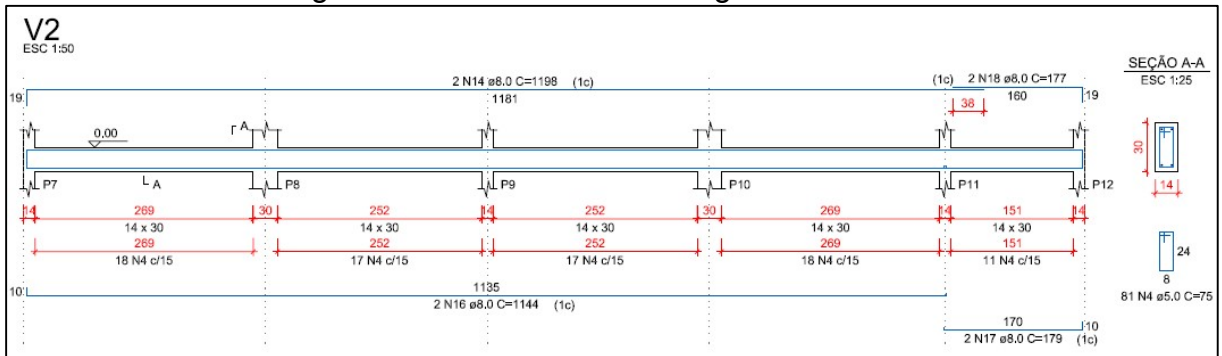 V2
ESC 1:50
2 N14 ø8.0 C=1198 (1c)
1181
(1c) 2 N18 ø8.0 C=177
160
19
19
38
SEÇÃO A-A
ESC 1:25
0.00
A
A
P7
P8
P9
P10
P11
P12
30
14
14 269 30 252 14 252 30 269 14 151 14
14 x 30 14 x 30 14 x 30 14 x 30 14 x 30
269 252 252 269 151
18 N4 c/15 17 N4 c/15 17 N4 c/15 18 N4 c/15 11 N4 c/15
24
8
81 N4 ø5.0 C=75
10
1135
2 N16 ø8.0 C=1144 (1c)
170
10
2 N17 ø8.0 C=179 (1c)